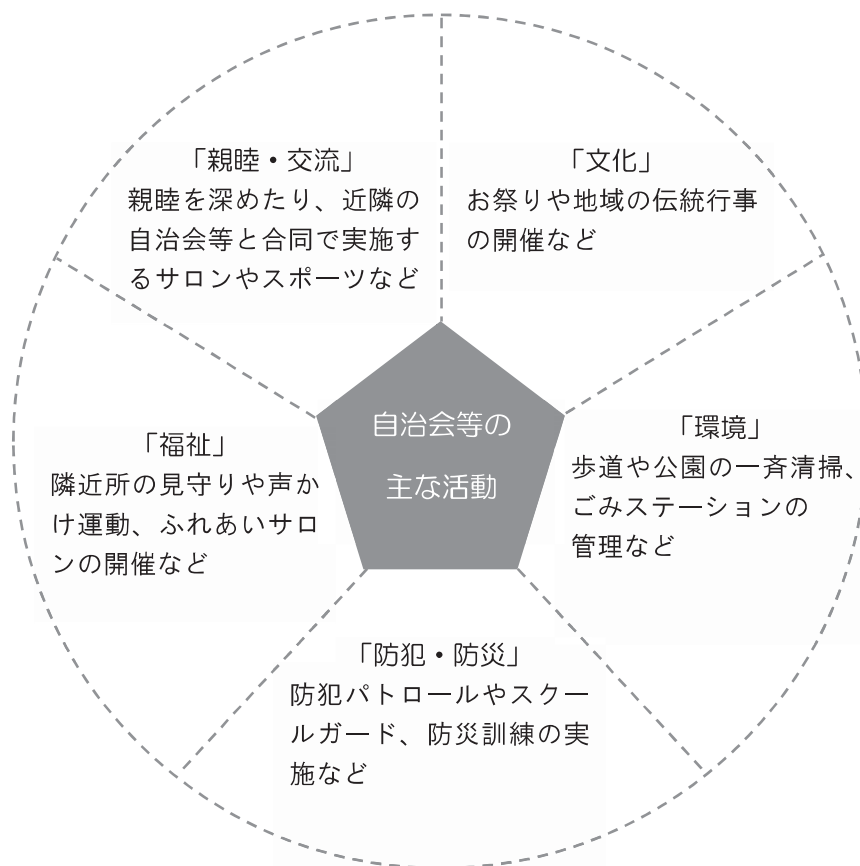 「親睦・交流」
親睦を深めたり、近隣の
自治会等と合同で実施す
るサロンやスポーツなど
「文化」
お祭りや地域の伝統行事
の開催など
自治会等の
主な活動
「福祉」
隣近所の見守りや声か
け運動、ふれあいサロ
ンの開催など
「環境」
歩道や公園の一斉清掃、
ごみステーションの
管理など
「防犯・防災」
防犯パトロールやスクー
ルガード、防災訓練の実
施など